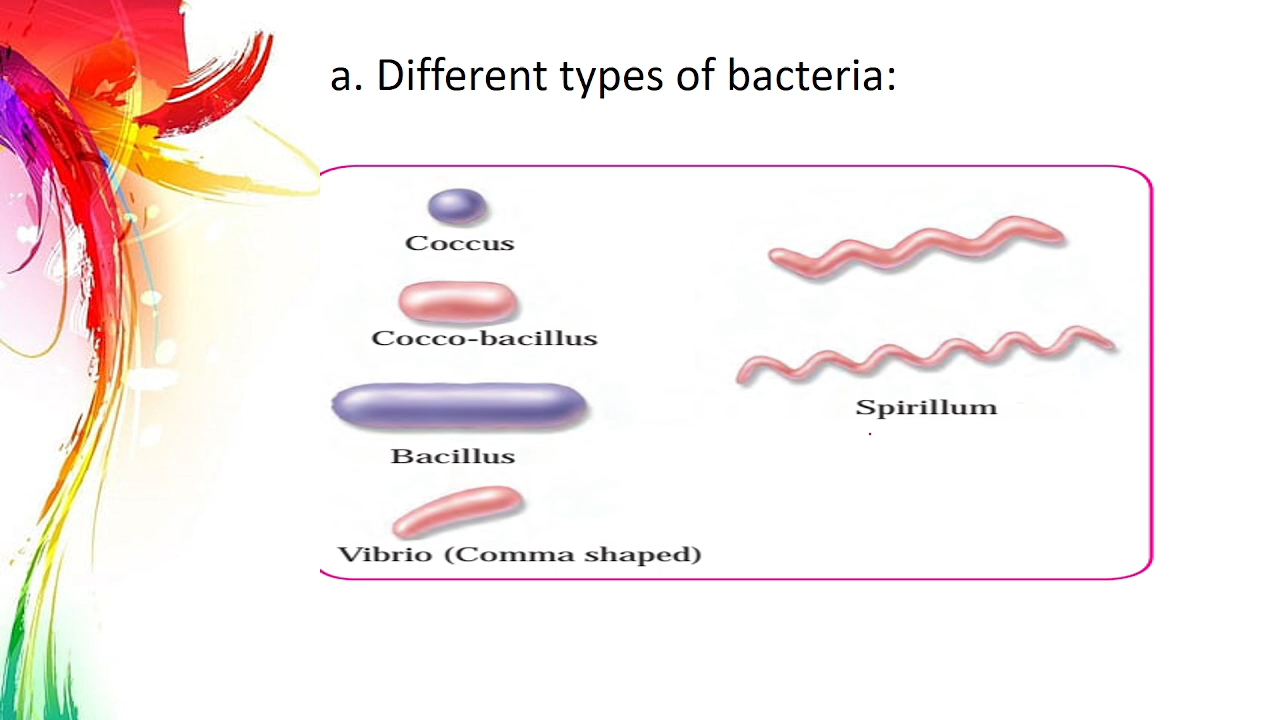 a. Different types of bacteria:
Coccus
Cocco-bacillus
Bacillus
Vibrio (Comma shaped)
Spirillum